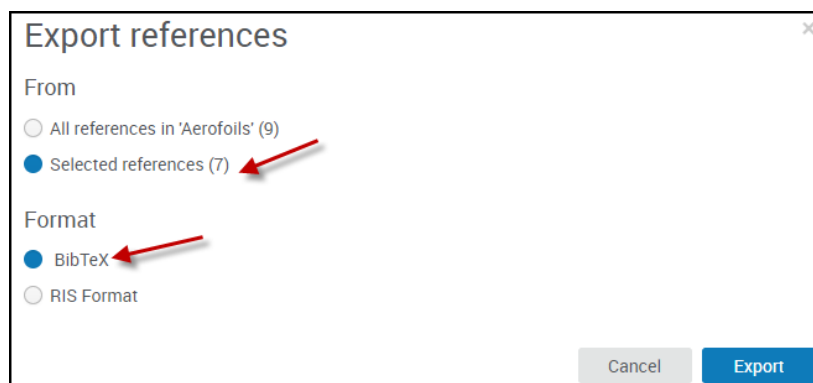 Export references
×
From
All references in 'Aerofoils' (9)
Selected references (7)
Format
BibTeX
RIS Format
Cancel Export